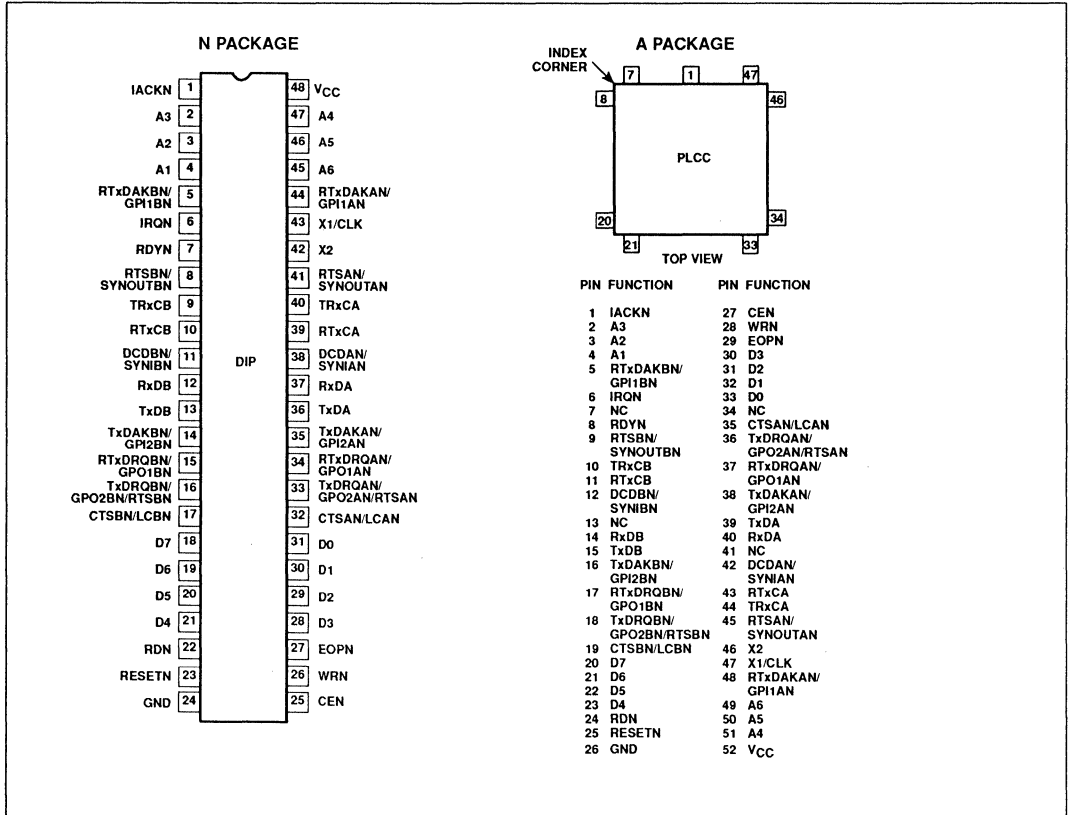 N PACKAGE
IACKN 1 48 VCC
A3 2 47 A4
A2 3 46 A5
A1 4 45 A6
RTxDAKBN/ GPI1BN 5 44 RTxDAKAN/ GPI1AN
IRQN 6 43 X1/CLK
RDYN 7 42 X2
RTSBN/ SYNOUTBN 8 41 RTSAN/ SYNOUTAN
TRxCB 9 40 TRxCA
RTxCB 10 39 RTxCA
DCDBN/ SYNIBN 11 DIP 38 DCDAN/ SYNIAN
RxDB 12 37 RxDA
TxDB 13 36 TxDA
TxDAKBN/ GPI2BN 14 35 TxDAKAN/ GPI2AN
RTxDRQBN/ GPO1BN 15 34 RTxDRQAN/ GPO1AN
TxDRQBN/ GPO2BN/RTSBN 16 33 TxDRQAN/ GPO2AN/RTSAN
CTSBN/LCBN 17 32 CTSAN/LCAN
D7 18 31 D0
D6 19 30 D1
D5 20 29 D2
D4 21 28 D3
RDN 22 27 EOPN
RESETN 23 26 WRN
GND 24 25 CEN
A PACKAGE
INDEX
CORNER
7 1 47
8 46
PLCC
20 34
21 33
TOP VIEW
PIN FUNCTION
1 IACKN
2 A3
3 A2
4 A1
5 RTxDAKBN/
GPI1BN
6 IRQN
7 NC
8 RDYN
9 RTSBN/
SYNOUTBN
10 TRxCB
11 RTxCB
12 DCDBN/
SYNIBN
13 NC
14 RxDB
15 TxDB
16 TxDAKBN/
GPI2BN
17 RTxDRQBN/
GPO1BN
18 TxDRQBN/
GPO2BN/RTSBN
19 CTSBN/LCBN
20 D7
21 D6
22 D5
23 D4
24 RDN
25 RESETN
26 GND
PIN FUNCTION
27 CEN
28 WRN
29 EOPN
30 D3
31 D2
32 D1
33 D0
34 NC
35 CTSAN/LCAN
36 TxDRQAN/
GPO2AN/RTSAN
37 RTxDRQAN/
GPO1AN
38 TxDAKAN/
GPI2AN
39 TxDA
40 RxDA
41 NC
42 DCDAN/
SYNIAN
43 RTxCA
44 TRxCA
45 RTSAN/
SYNOUTAN
46 X2
47 X1/CLK
48 RTxDAKAN/
GPI1AN
49 A6
50 A5
51 A4
52 VCC